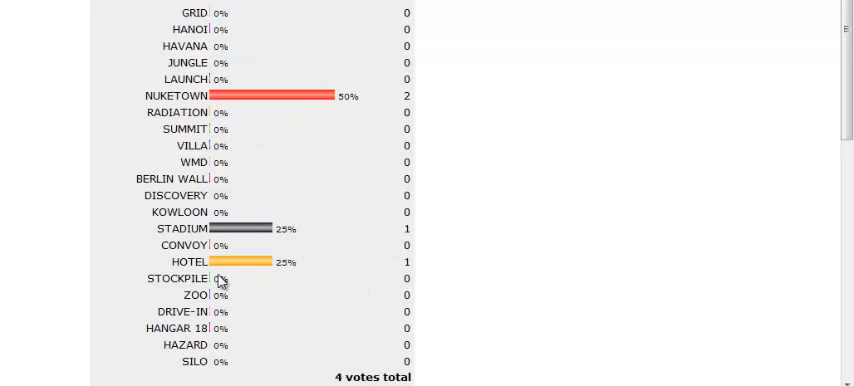 GRID 0% 0
HANOI 0% 0
HAVANA 0% 0
JUNGLE 0% 0
LAUNCH 0% 0
NUKETOWN 50% 2
RADIATION 0% 0
SUMMIT 0% 0
VILLA 0% 0
WMD 0% 0
BERLIN WALL 0% 0
DISCOVERY 0% 0
KOWLOON 0% 0
STADIUM 25% 1
CONVOY 0% 0
HOTEL 25% 1
STOCKPILE 0% 0
ZOO 0% 0
DRIVE-IN 0% 0
HANGAR 18 0% 0
HAZARD 0% 0
SILO 0% 0
4 votes total